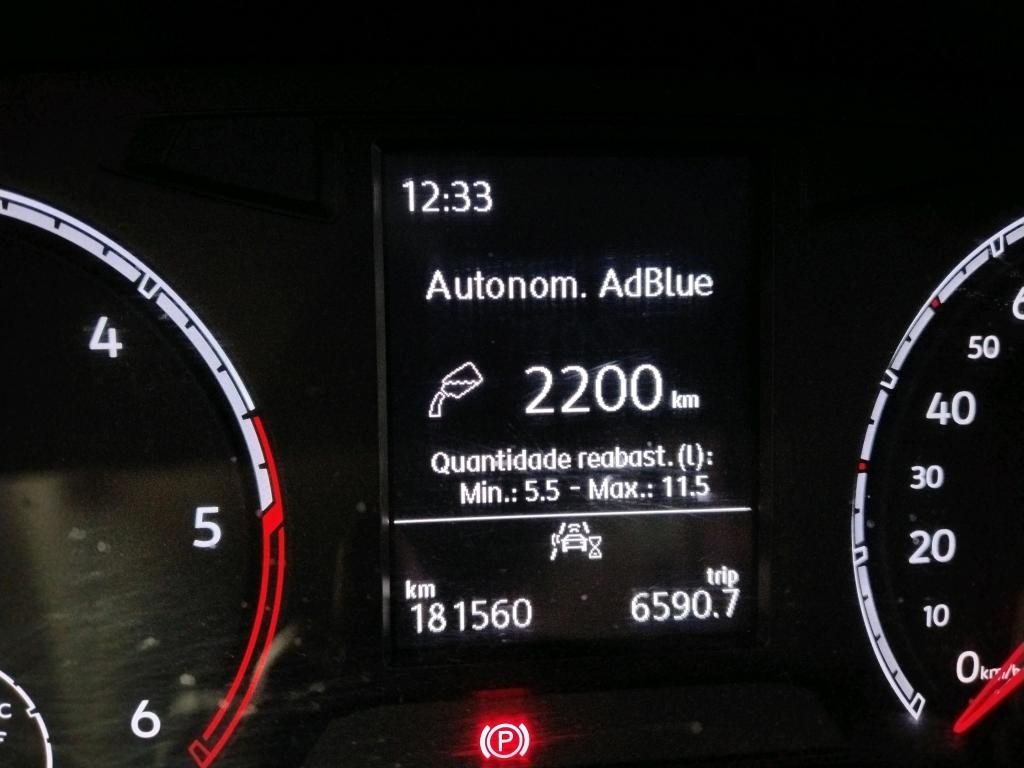 12:33
Autonom. AdBlue
2200 km
Quantidade reabast. (l):
Min.: 5.5 - Max.: 11.5
km
181560
trip
6590.7
4
5
6
50
40
30
20
10
0 km/h
P